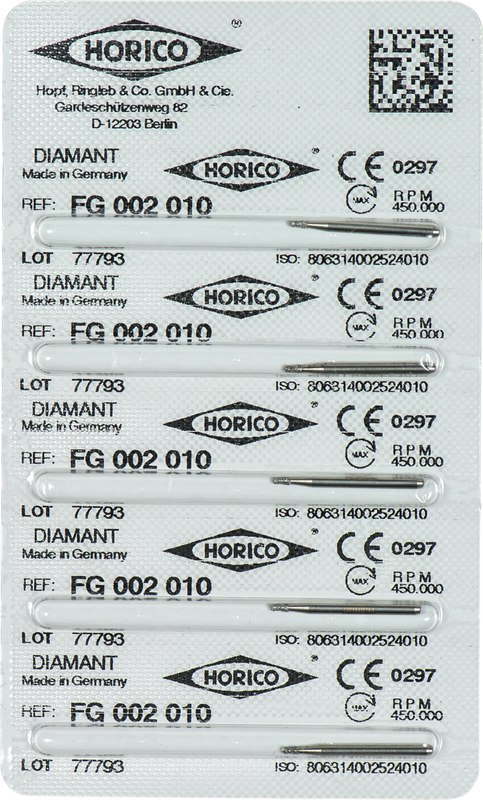 HORICO ®
Hopf, Ringleb & Co. GmbH & Cie.
Gardeschützenweg 82
D-12203 Berlin
DIAMANT HORICO ® CE 0297
Made in Germany
REF: FG 002 010 MAX RPM 450.000
LOT 77793 ISO: 806314002524010
DIAMANT HORICO ® CE 0297
Made in Germany
REF: FG 002 010 MAX RPM 450.000
LOT 77793 ISO: 806314002524010
DIAMANT HORICO ® CE 0297
Made in Germany
REF: FG 002 010 MAX RPM 450.000
LOT 77793 ISO: 806314002524010
DIAMANT HORICO ® CE 0297
Made in Germany
REF: FG 002 010 MAX RPM 450.000
LOT 77793 ISO: 806314002524010
DIAMANT HORICO ® CE 0297
Made in Germany
REF: FG 002 010 MAX RPM 450.000
LOT 77793 ISO: 806314002524010